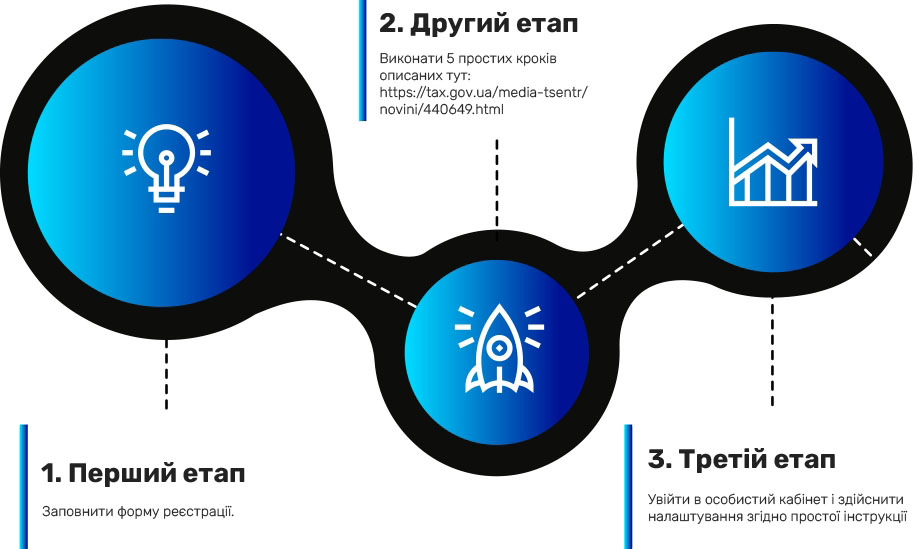 2. Другий етап
Виконати 5 простих кроків
описаних тут:
https://tax.gov.ua/media-tsentr/
novini/440649.html
1. Перший етап
Заповнити форму реєстрації.
3. Третій етап
Увійти в особистий кабінет і здійснити
налаштування згідно простої інструкції